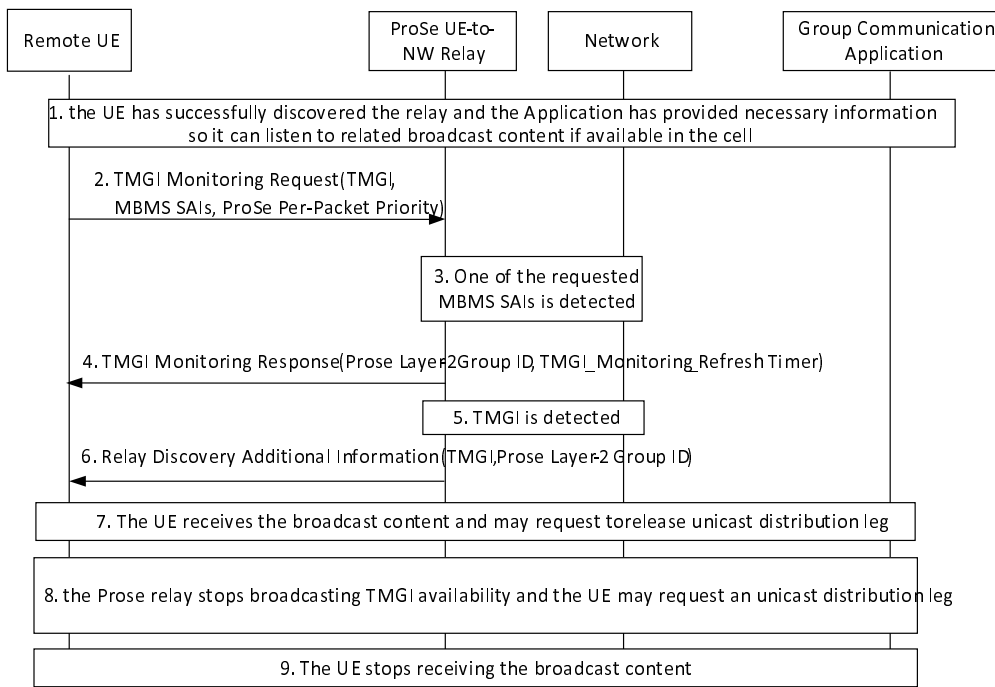 Remote UE
ProSe UE-to-
NW Relay
Network
Group Communication
Application
1. the UE has successfully discovered the relay and the Application has provided necessary information
so it can listen to related broadcast content if available in the cell
2. TMGI Monitoring Request(TMGI,
MBMS SAIs, ProSe Per-Packet Priority)
3. One of the requested
MBMS SAIs is detected
4. TMGI Monitoring Response(Prose Layer-2Group ID, TMGI_Monitoring_Refresh Timer)
5. TMGI is detected
6. Relay Discovery Additional Information(TMGI,Prose Layer-2 Group ID)
7. The UE receives the broadcast content and may request torelease unicast distribution leg
8. the Prose relay stops broadcasting TMGI availability and the UE may request an unicast distribution leg
9. The UE stops receiving the broadcast content